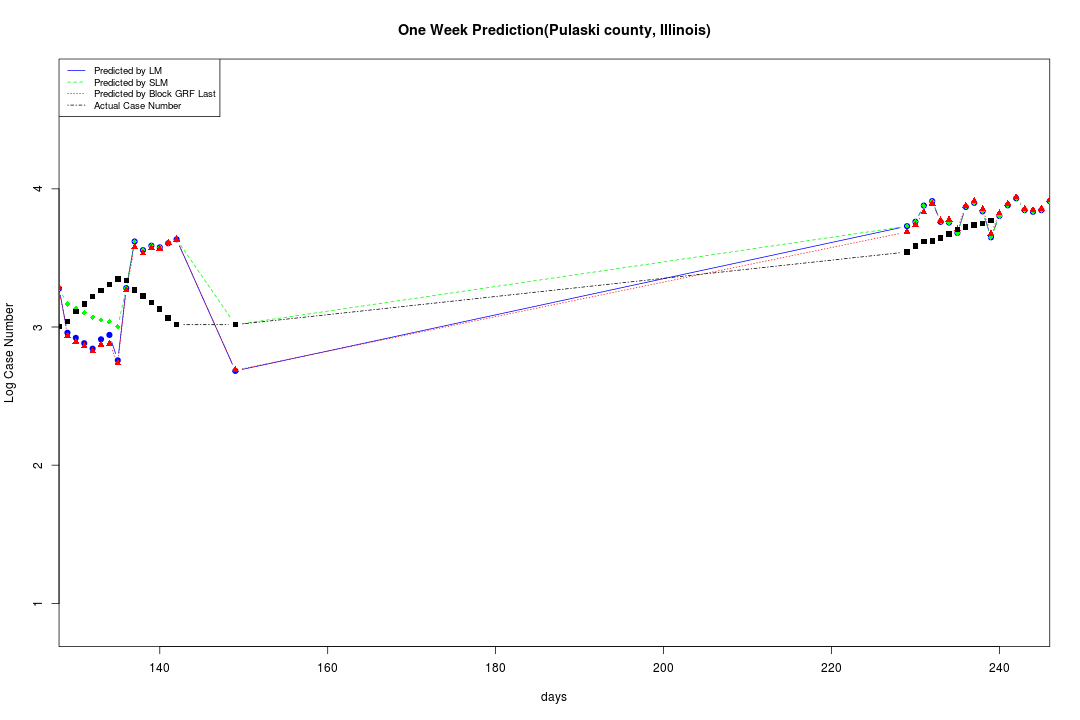 One Week Prediction(Pulaski county, Illinois)
Predicted by LM
Predicted by SLM
Predicted by Block GRF Last
Actual Case Number
Log Case Number
4
3
2
1
140 160 180 200 220 240
days